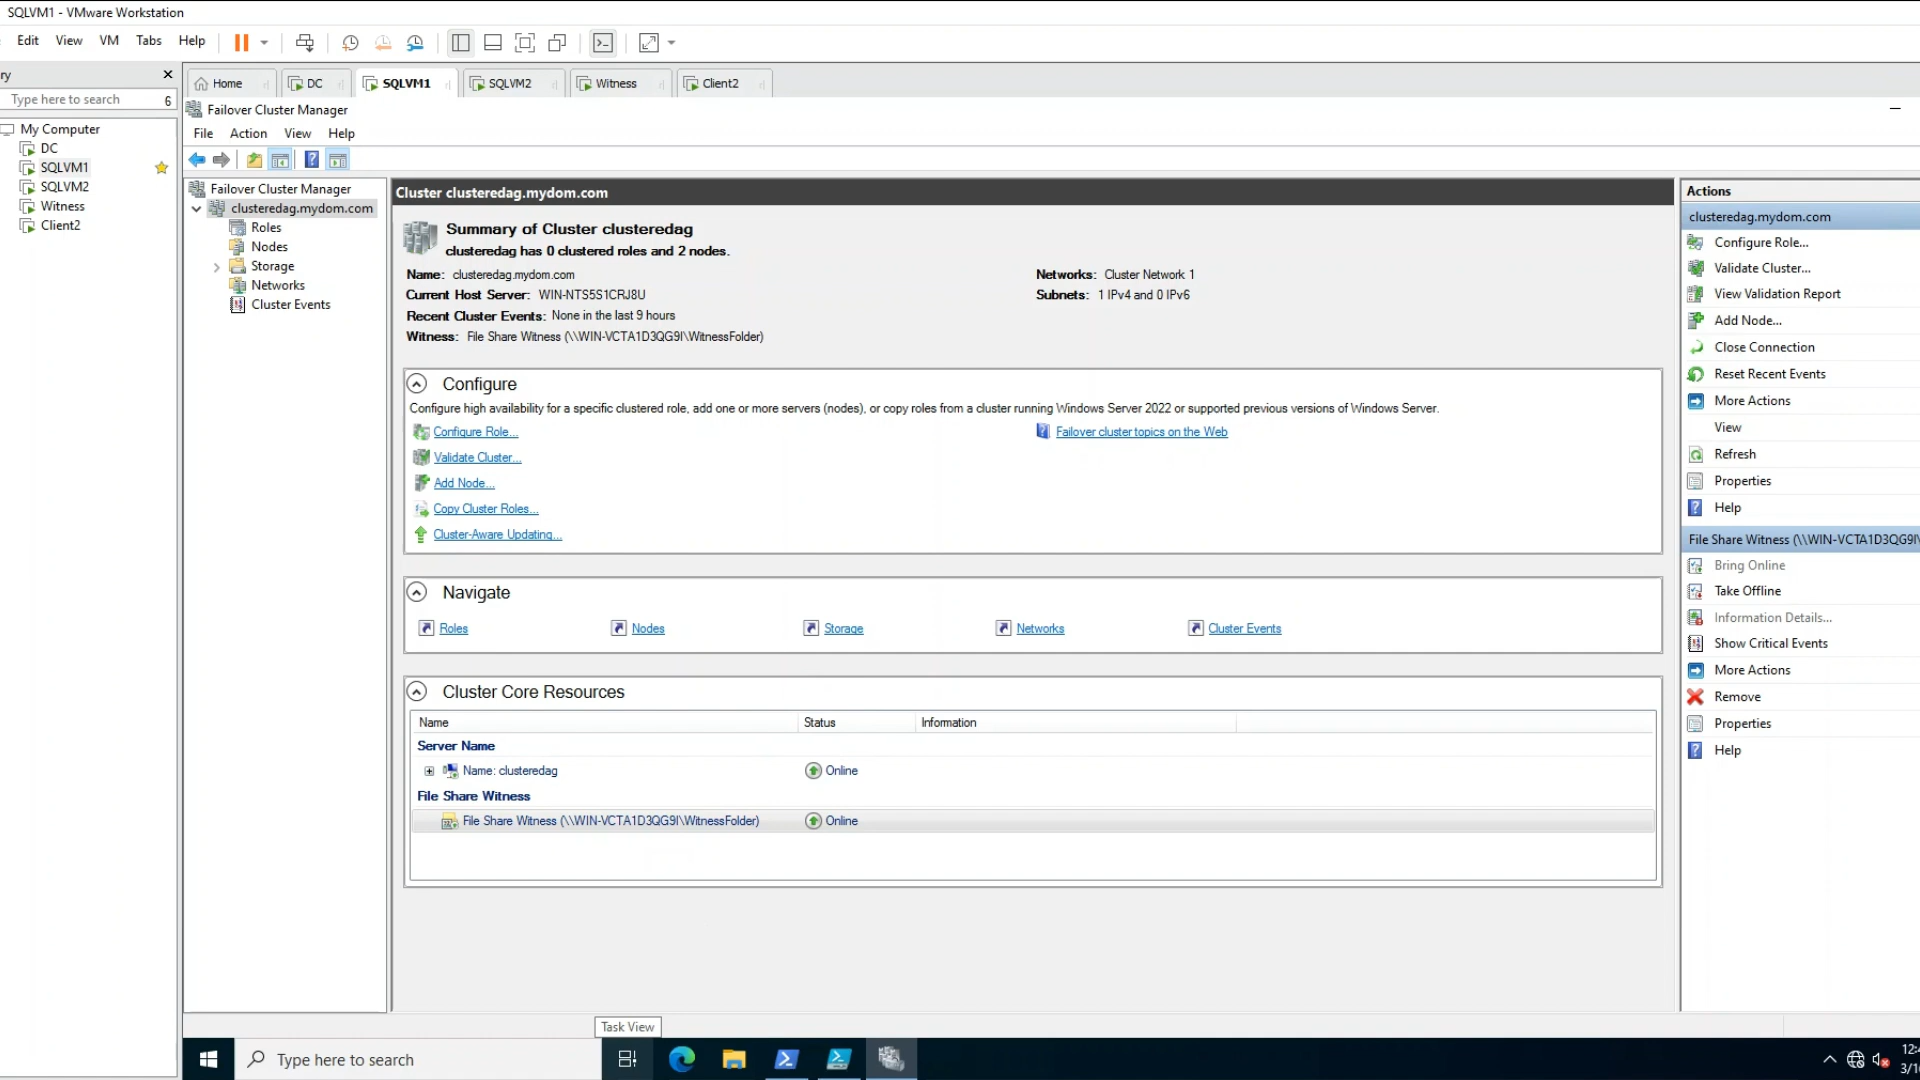 SQLVM1 - VMware Workstation
Edit View VM Tabs Help
ry
Type here to search 6
My Computer
DC
SQLVM1
SQLVM2
Witness
Client2
Home DC SQLVM1 SQLVM2 Witness Client2
Failover Cluster Manager
File Action View Help
Failover Cluster Manager
clusteredag.mydom.com
Roles
Nodes
Storage
Networks
Cluster Events
Cluster clusteredag.mydom.com
Summary of Cluster clusteredag
clusteredag has 0 clustered roles and 2 nodes.
Name: clusteredag.mydom.com
Networks: Cluster Network 1
Current Host Server: WIN-NTS5S1CRJ8U
Subnets: 1 IPv4 and 0 IPv6
Recent Cluster Events: None in the last 9 hours
Witness: File Share Witness (\\WIN-VCTA1D3QG9I\WitnessFolder)
Configure
Configure high availability for a specific clustered role, add one or more servers (nodes), or copy roles from a cluster running Windows Server 2022 or supported previous versions of Windows Server.
Configure Role...
Failover cluster topics on the Web
Validate Cluster...
Add Node...
Copy Cluster Roles...
Cluster-Aware Updating...
Navigate
Roles Nodes Storage Networks Cluster Events
Cluster Core Resources
Name Status Information
Server Name
Name: clusteredag Online
File Share Witness
File Share Witness (\\WIN-VCTA1D3QG9I\WitnessFolder) Online
Actions
clusteredag.mydom.com
Configure Role...
Validate Cluster...
View Validation Report
Add Node...
Close Connection
Reset Recent Events
More Actions
View
Refresh
Properties
Help
File Share Witness (\\WIN-VCTA1D3QG9I\
Bring Online
Take Offline
Information Details...
Show Critical Events
More Actions
Remove
Properties
Help
Task View
Type here to search